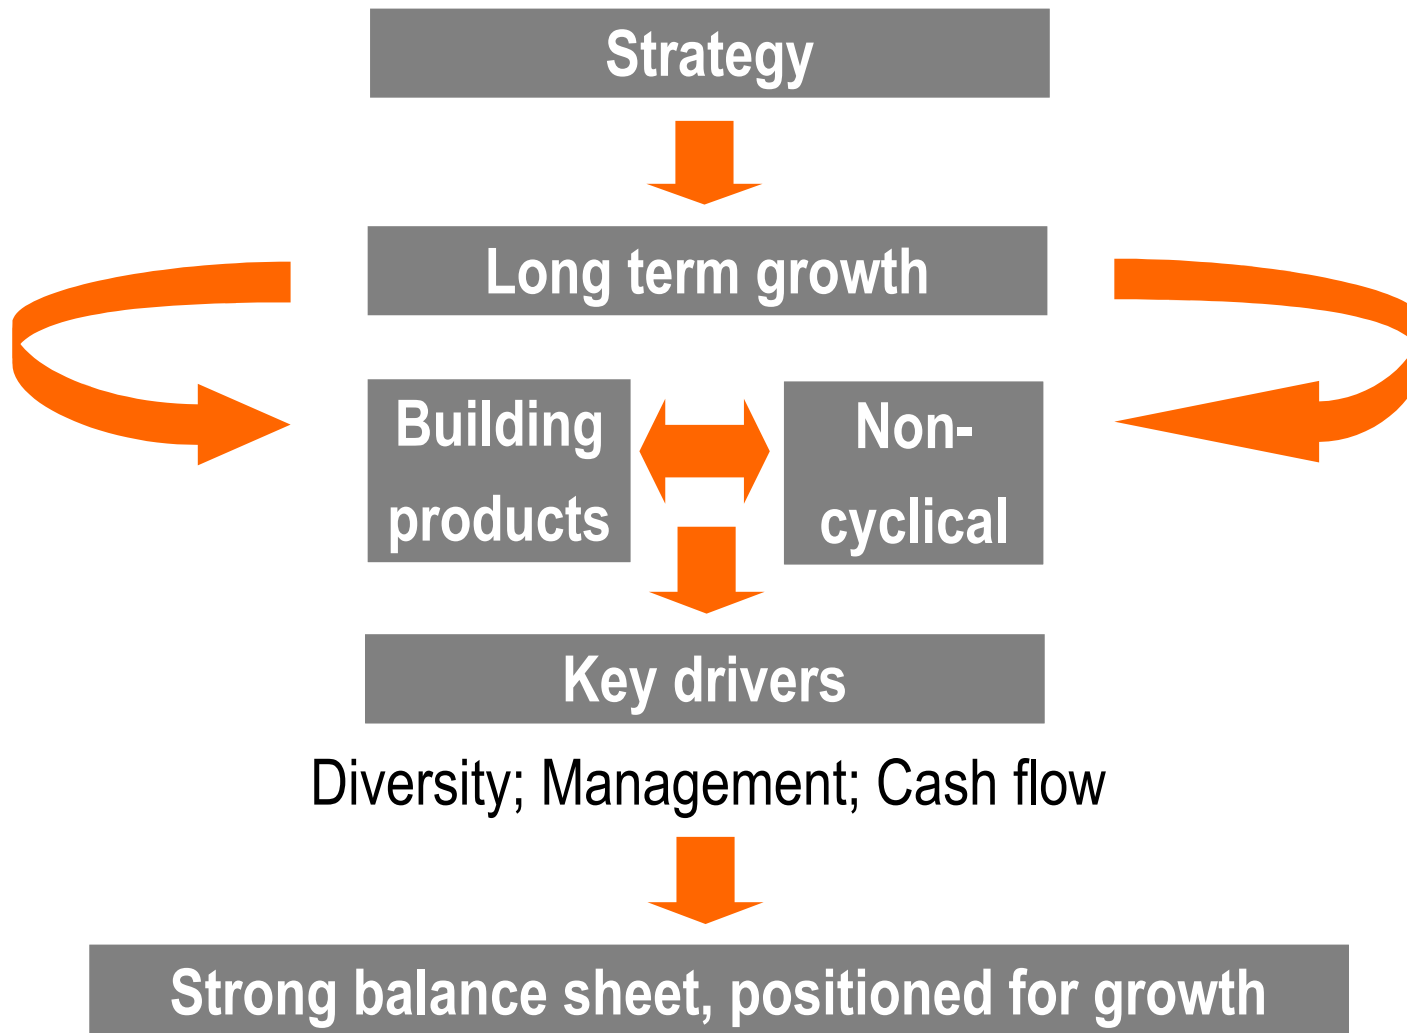 Strategy
Long term growth
Building
products
Non-
cyclical
Key drivers
Diversity; Management; Cash flow
Strong balance sheet, positioned for growth